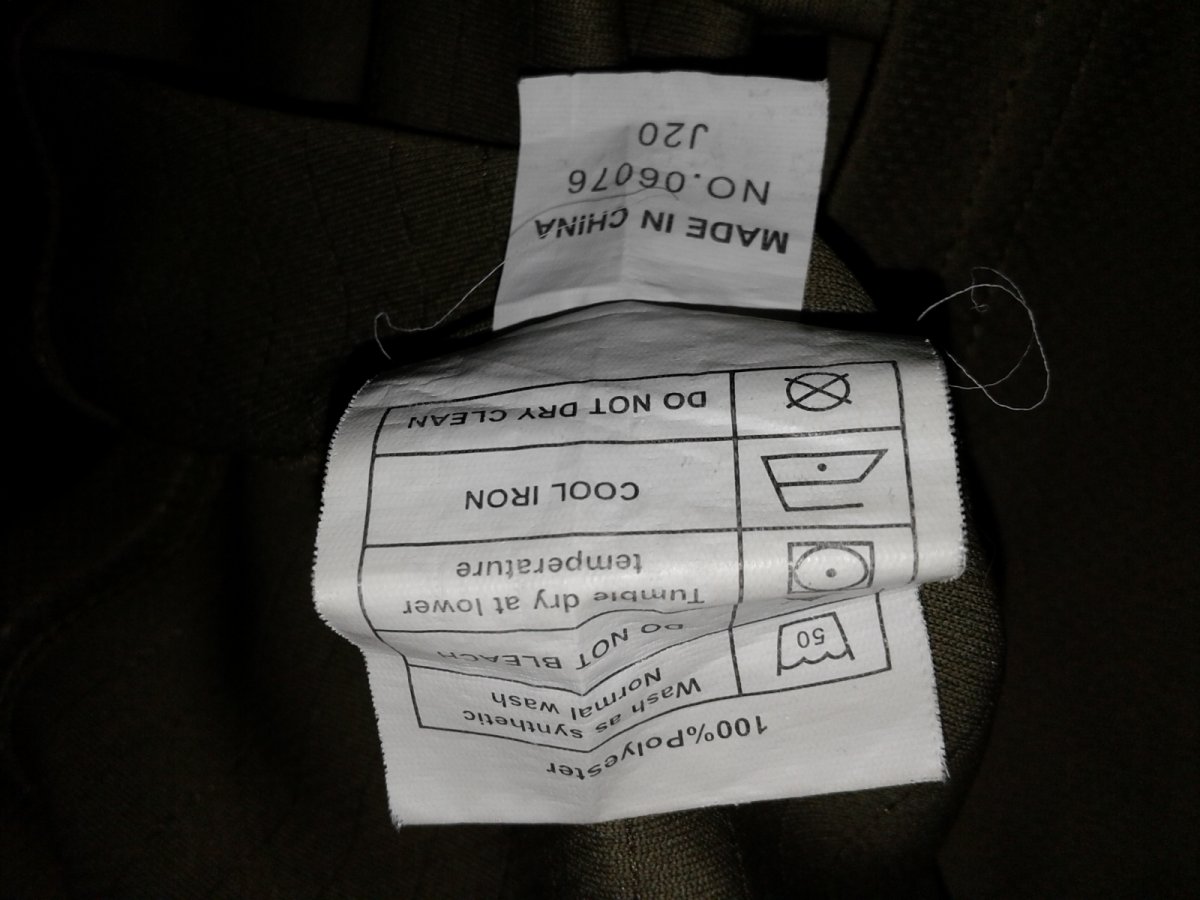 100%Polyester
Wash as synthetic
Normal wash
50
DO NOT BLEACH
Tumble dry at lower
temperature
COOL IRON
DO NOT DRY CLEAN
MADE IN CHINA
NO.06076
J20